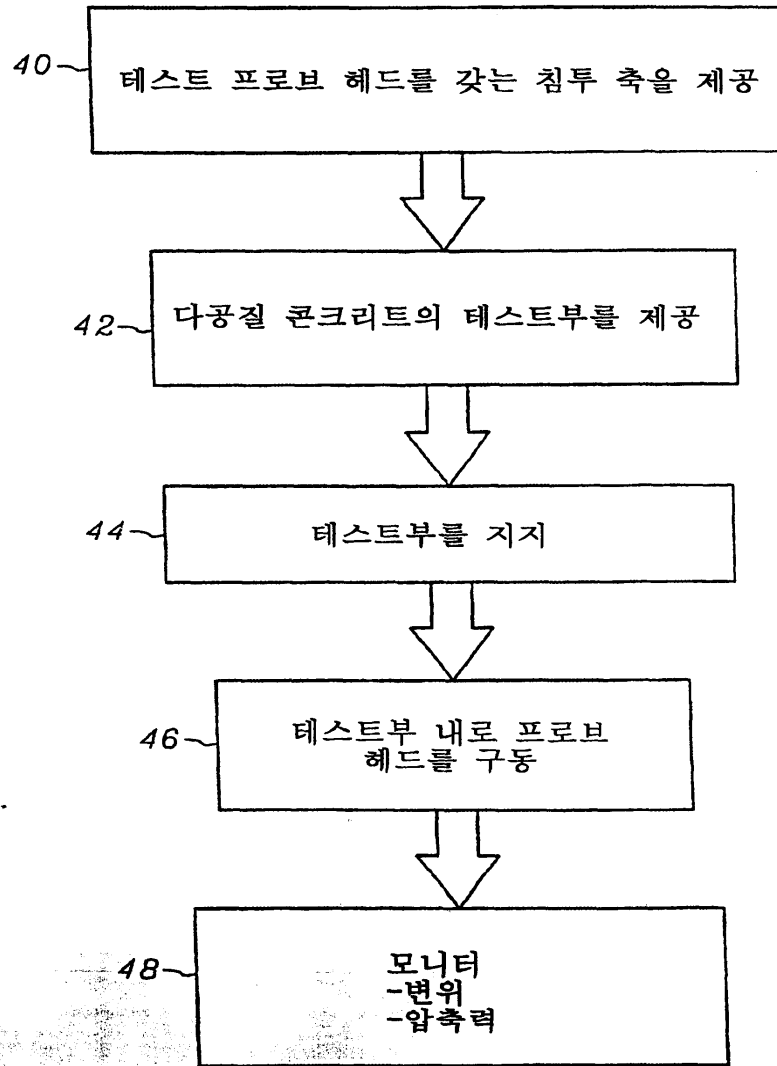 40
테스트 프로브 헤드를 갖는 침투 축을 제공
42
다공질 콘크리트의 테스트부를 제공
44
테스트부를 지지
46
테스트부 내로 프로브
헤드를 구동
48
모니터
-변위
-압축력